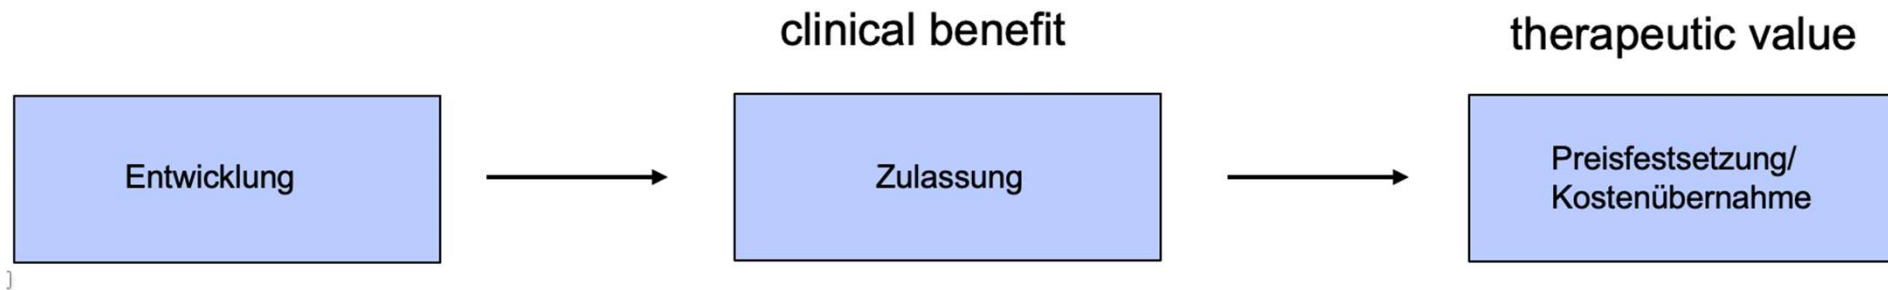 clinical benefit
therapeutic value
Entwicklung
Zulassung
Preisfestsetzung/
Kostenübernahme